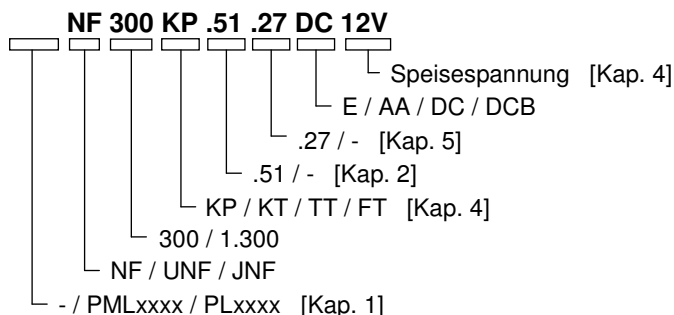 NF 300 KP .51 .27 DC 12V
Speisespannung [Kap. 4]
E / AA / DC / DCB
.27 / - [Kap. 5]
.51 / - [Kap. 2]
KP / KT / TT / FT [Kap. 4]
300 / 1.300
NF / UNF / JNF
- / PMLxxxx / PLxxxx [Kap. 1]